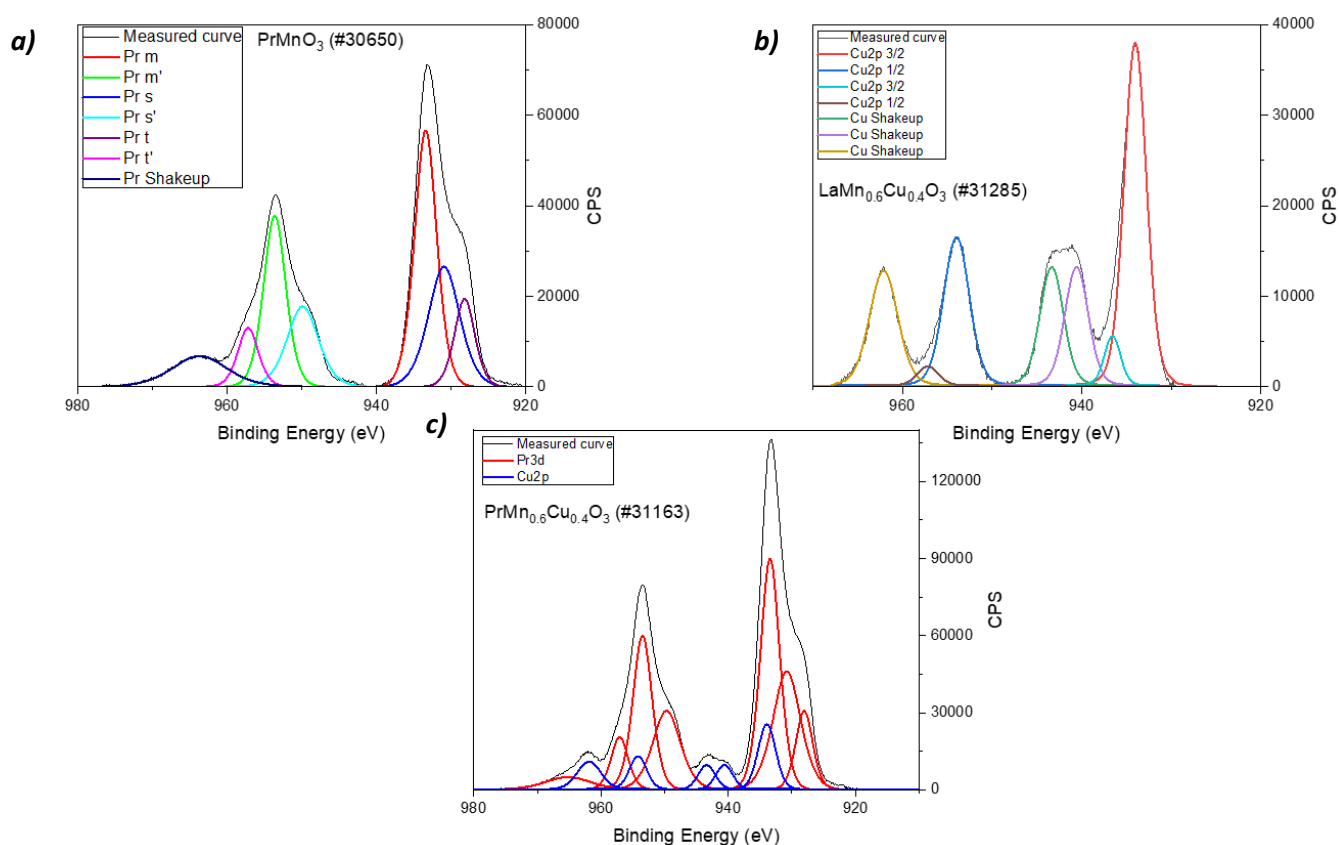 a)
PrMnO3 (#30650)
Measured curve
Pr m
Pr m'
Pr s
Pr s'
Pr t
Pr t'
Pr Shakeup
80000
60000
40000
20000
0
CPS
980
960
940
920
Binding Energy (eV)
b)
Measured curve
Cu2p 3/2
Cu2p 1/2
Cu2p 3/2
Cu2p 1/2
Cu Shakeup
Cu Shakeup
Cu Shakeup
LaMn0.6Cu0.4O3 (#31285)
40000
30000
20000
10000
0
CPS
960
940
920
Binding Energy (eV)
c)
Measured curve
Pr3d
Cu2p
PrMn0.6Cu0.4O3 (#31163)
120000
90000
60000
30000
0
CPS
980
960
940
920
Binding Energy (eV)